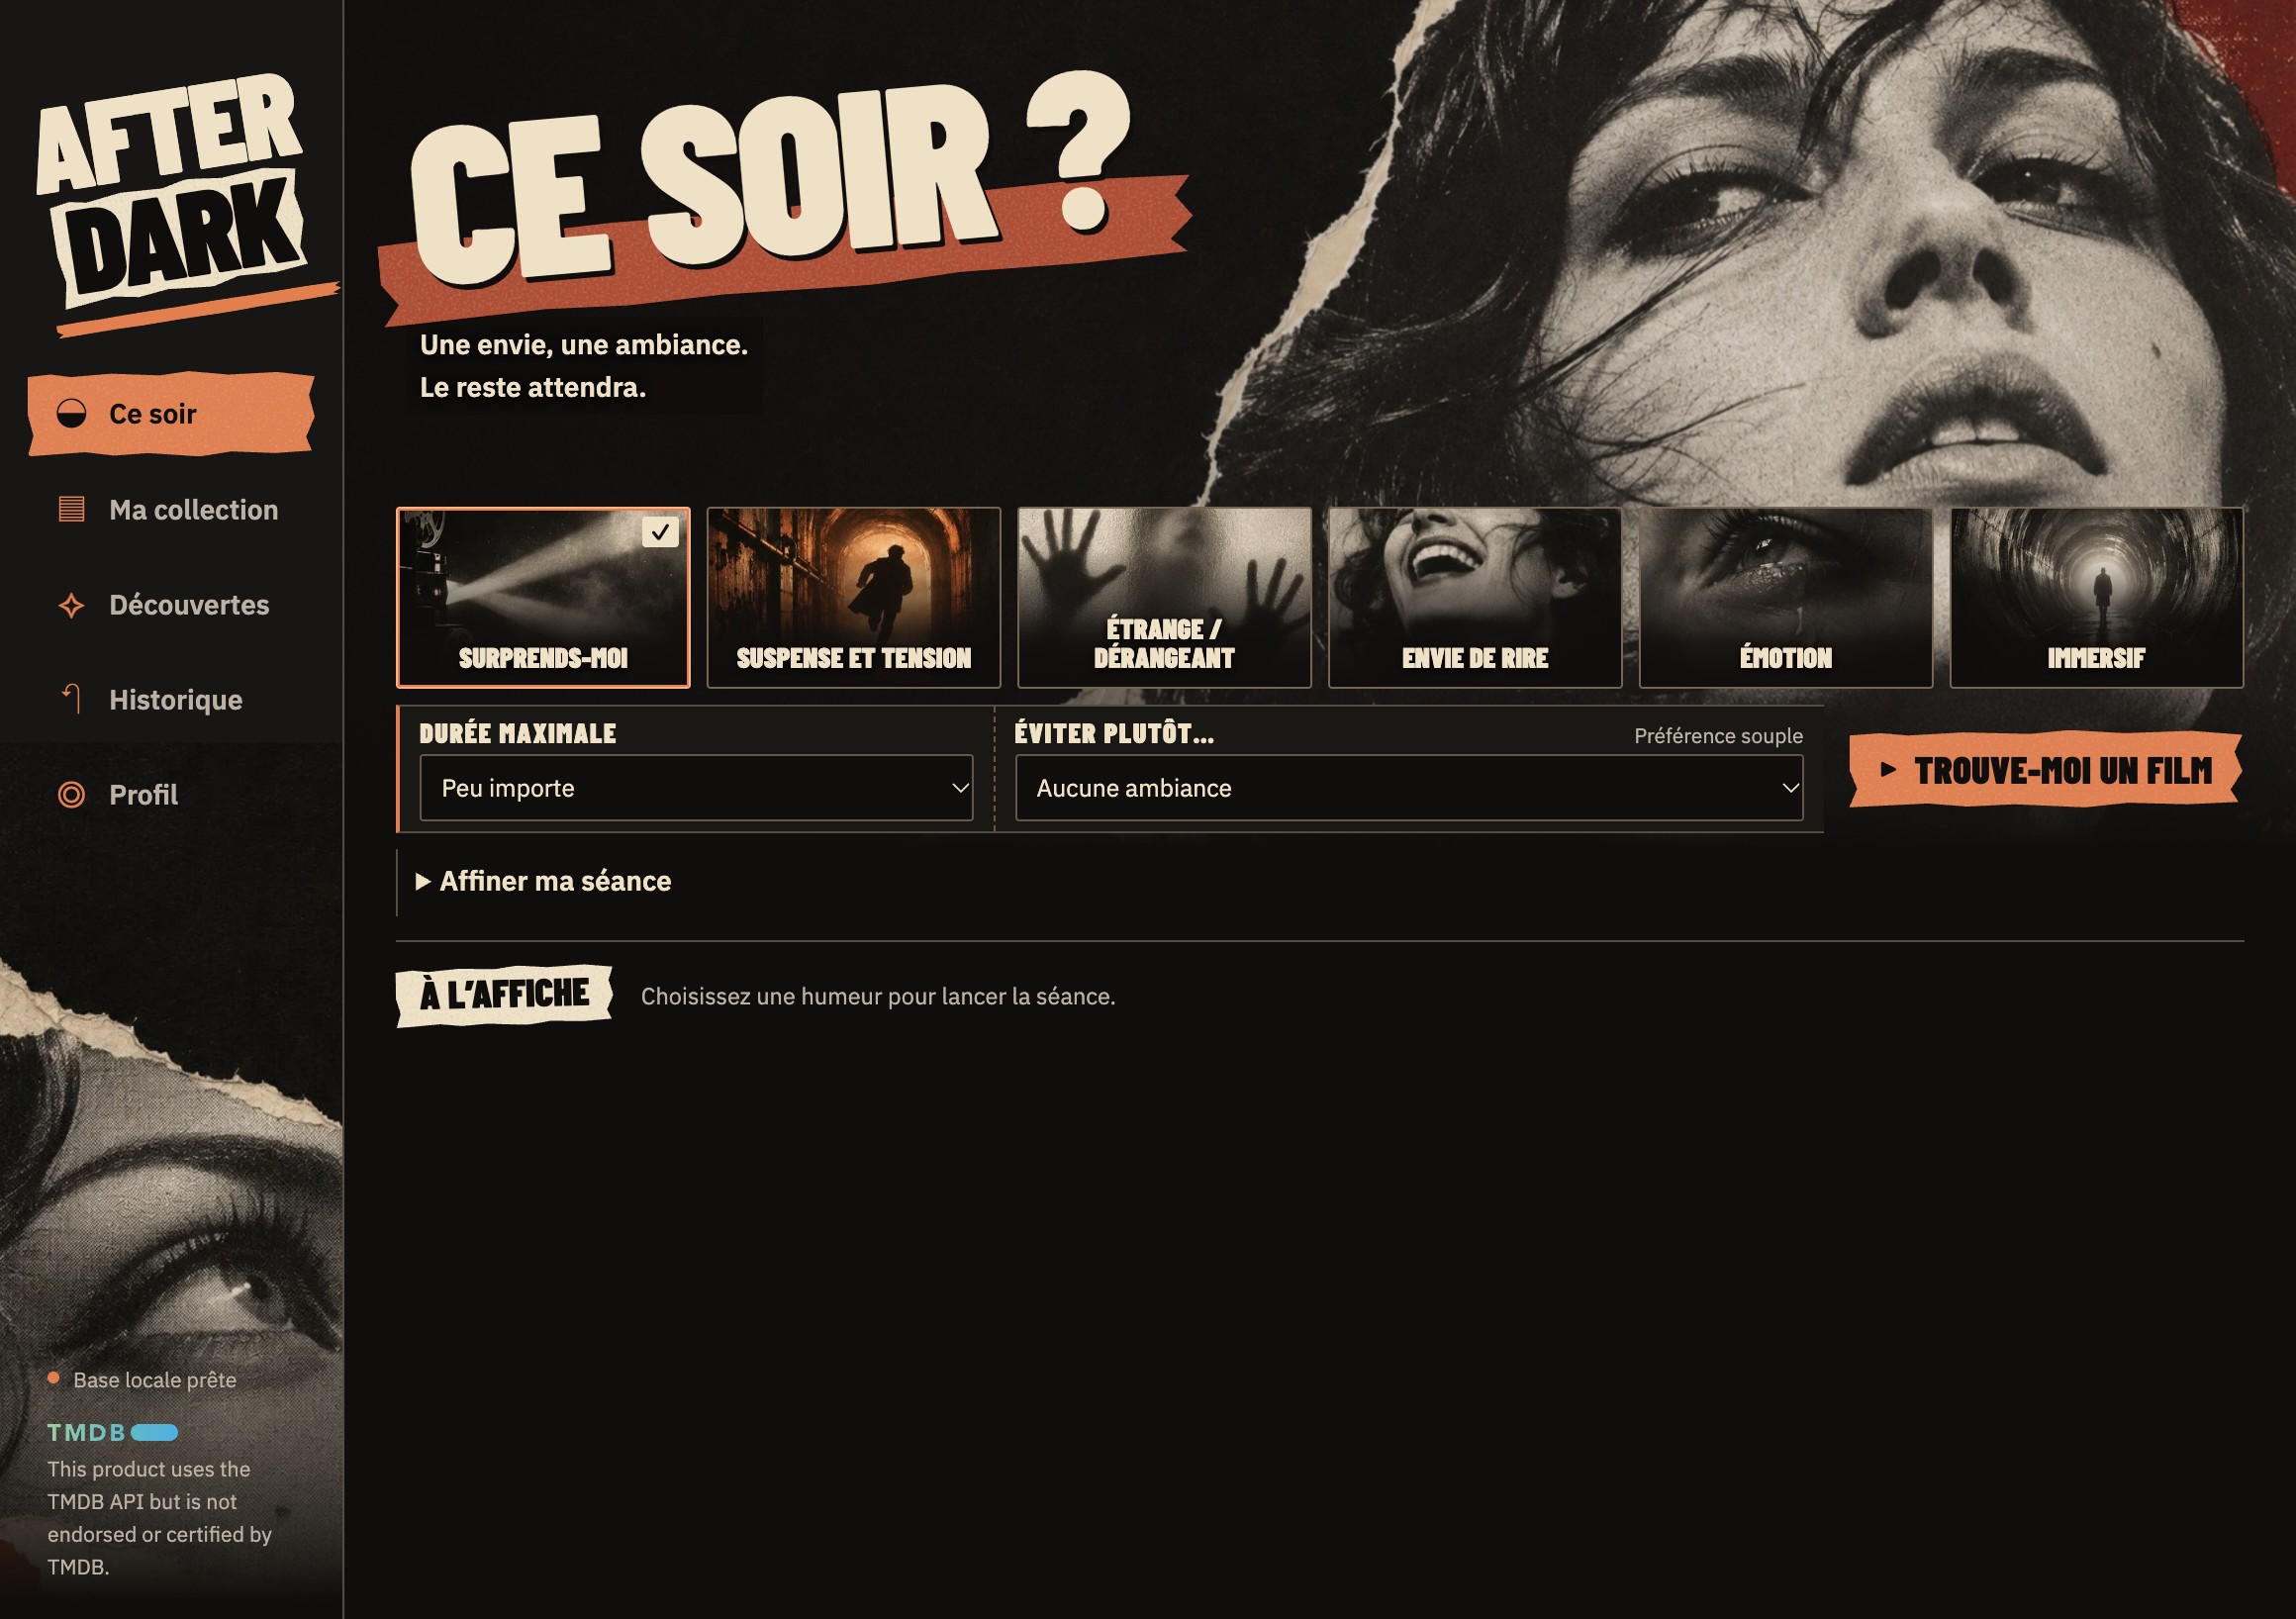 AFTER
DARK
Ce soir
Ma collection
Découvertes
Historique
Profil
Base locale prête
TMDB
This product uses the
TMDB API but is not
endorsed or certified by
TMDB.
CE SOIR ?
Une envie, une ambiance.
Le reste attendra.
SURPRENDS-MOI
SUSPENSE ET TENSION
ÉTRANGE /
DÉRANGEANT
ENVIE DE RIRE
ÉMOTION
IMMERSIF
DURÉE MAXIMALE
Peu importe
ÉVITER PLUTÔT…
Préférence souple
Aucune ambiance
TROUVE-MOI UN FILM
Affiner ma séance
À L’AFFICHE
Choisissez une humeur pour lancer la séance.